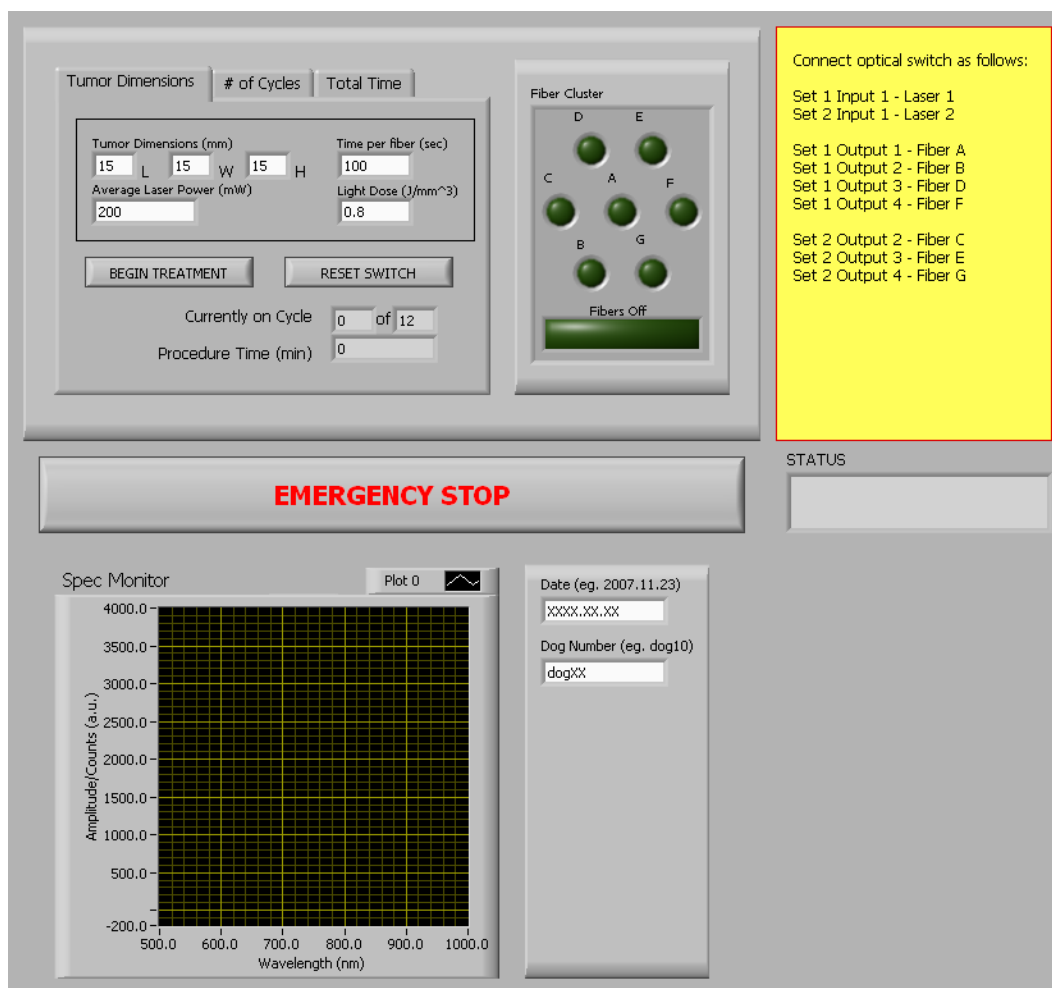 Tumor Dimensions # of Cycles Total Time
Tumor Dimensions (mm) Time per fiber (sec)
15 L 15 W 15 H 100
Average Laser Power (mW) Light Dose (J/mm^3)
200 0.8
BEGIN TREATMENT RESET SWITCH
Currently on Cycle 0 of 12
Procedure Time (min) 0
Fiber Cluster
D E
C A F
B G
Fibers Off
Connect optical switch as follows:
Set 1 Input 1 - Laser 1
Set 2 Input 1 - Laser 2
Set 1 Output 1 - Fiber A
Set 1 Output 2 - Fiber B
Set 1 Output 3 - Fiber D
Set 1 Output 4 - Fiber F
Set 2 Output 2 - Fiber C
Set 2 Output 3 - Fiber E
Set 2 Output 4 - Fiber G
EMERGENCY STOP
STATUS
Spec Monitor Plot 0
4000.0
3500.0
3000.0
2500.0
2000.0
1500.0
1000.0
500.0
-200.0
Amplitude/Counts (a.u.)
500.0 600.0 700.0 800.0 900.0 1000.0
Wavelength (nm)
Date (eg. 2007.11.23)
XXXX.XX.XX
Dog Number (eg. dog10)
dogXX